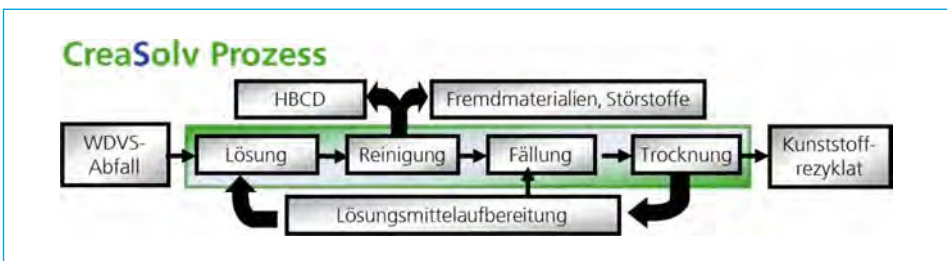 CreaSolv Prozess
HBCD
Fremdmaterialien, Störstoffe
WDVS-
Abfall
Lösung
Reinigung
Fällung
Trocknung
Kunststoff-
rezyklat
Lösungsmittelaufbereitung